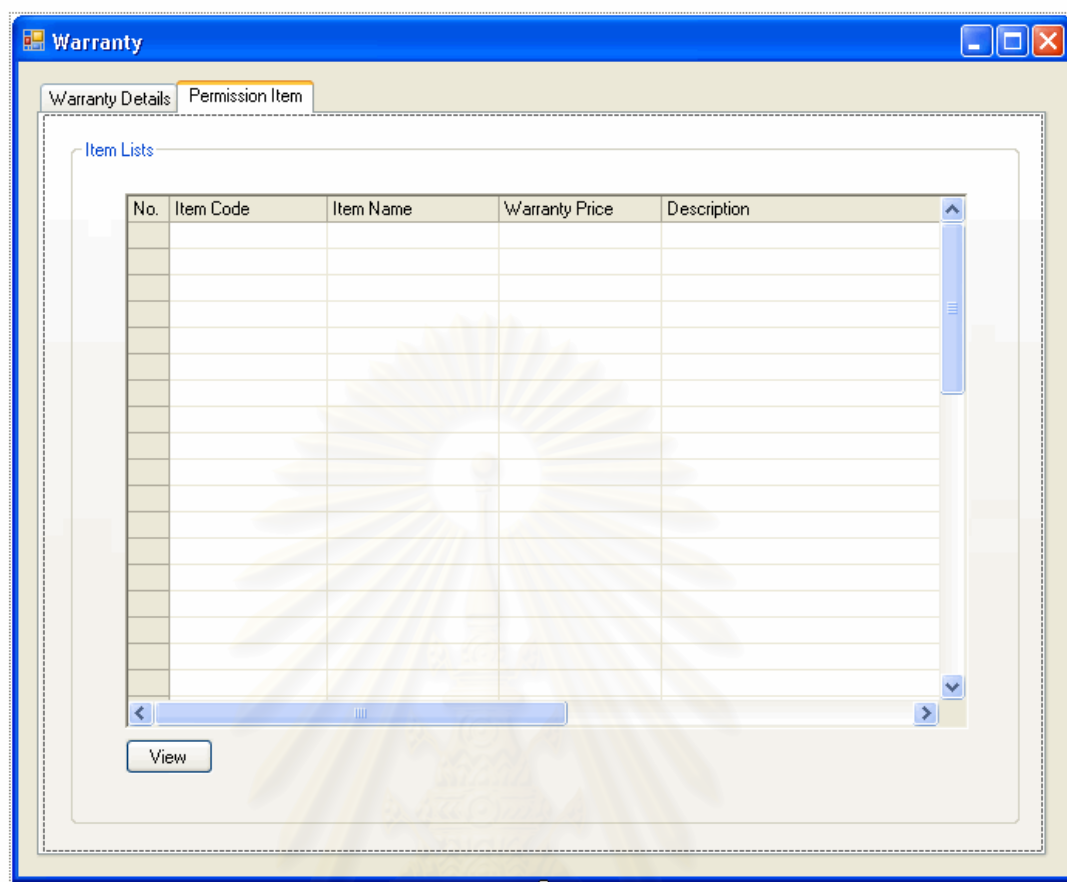 Warranty
Warranty Details Permission Item
Item Lists
No. Item Code Item Name Warranty Price Description
View